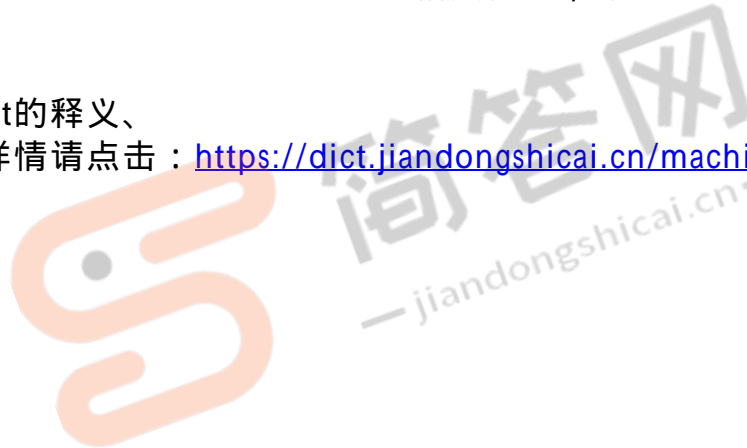 t的释义、
详情请点击：https://dict.jiandongshicai.cn/machi
简答网
jiandongshicai.cn